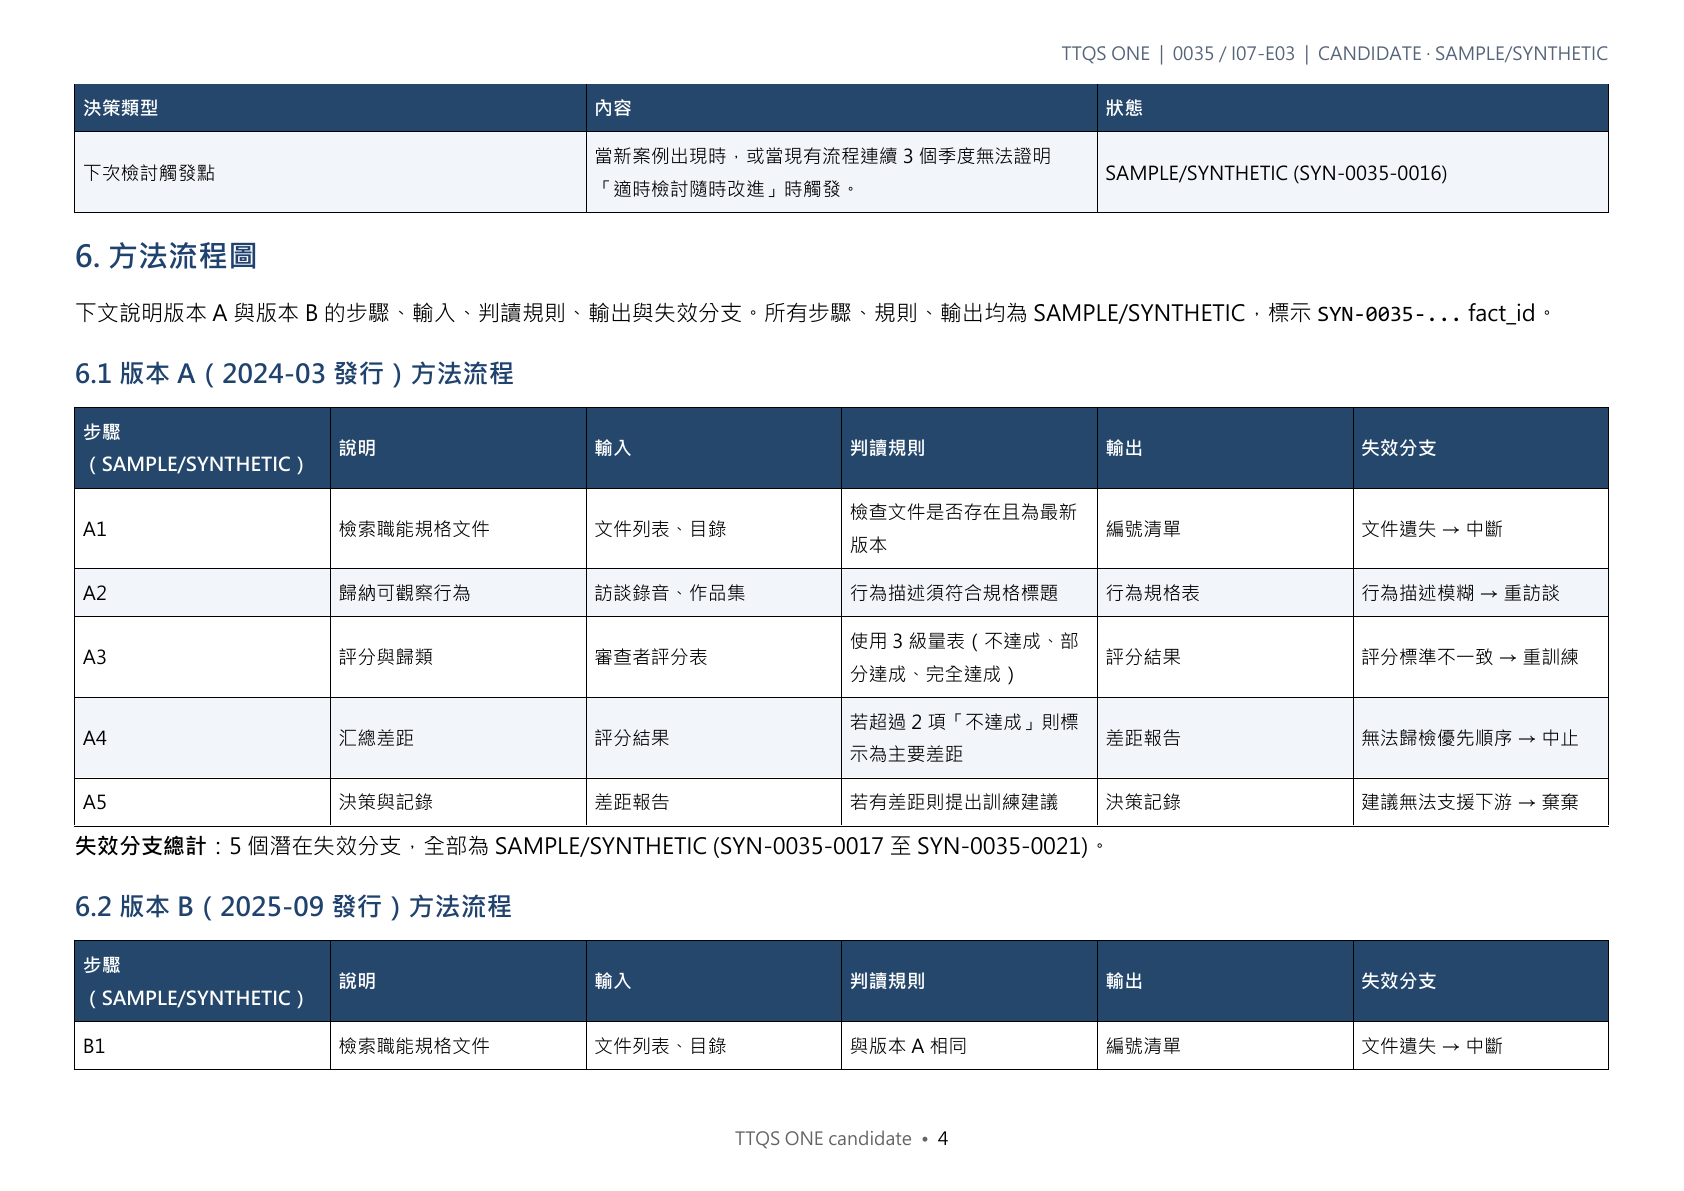 TTQS ONE | 0035 / I07-E03 | CANDIDATE · SAMPLE/SYNTHETIC
決策類型 內容 狀態
下次檢討觸發點 當新案例出現時，或當現有流程連續 3 個季度無法證明 SAMPLE/SYNTHETIC (SYN-0035-0016)
「適時檢討隨時改進」時觸發。
6. 方法流程圖
下文說明版本 A 與版本 B 的步驟、輸入、判讀規則、輸出與失效分支。所有步驟、規則、輸出均為 SAMPLE/SYNTHETIC，標示 SYN-0035-... fact_id。
6.1 版本 A（2024-03 發行）方法流程
步驟
（SAMPLE/SYNTHETIC） 說明 輸入 判讀規則 輸出 失效分支
A1 檢索職能規格文件 文件列表、目錄 檢查文件是否存在且為最新 編號清單 文件遺失 → 中斷
版本
A2 歸納可觀察行為 訪談錄音、作品集 行為描述須符合規格標題 行為規格表 行為描述模糊 → 重訪談
A3 評分與歸類 審查者評分表 使用 3 級量表（不達成、部 評分結果 評分標準不一致 → 重訓練
分達成、完全達成）
A4 汇總差距 評分結果 若超過 2 項「不達成」則標 差距報告 無法歸檢優先順序 → 中止
示為主要差距
A5 決策與記錄 差距報告 若有差距則提出訓練建議 決策記錄 建議無法支援下游 → 棄棄
失效分支總計：5 個潛在失效分支，全部為 SAMPLE/SYNTHETIC (SYN-0035-0017 至 SYN-0035-0021)。
6.2 版本 B（2025-09 發行）方法流程
步驟
（SAMPLE/SYNTHETIC） 說明 輸入 判讀規則 輸出 失效分支
B1 檢索職能規格文件 文件列表、目錄 與版本 A 相同 編號清單 文件遺失 → 中斷
TTQS ONE candidate • 4